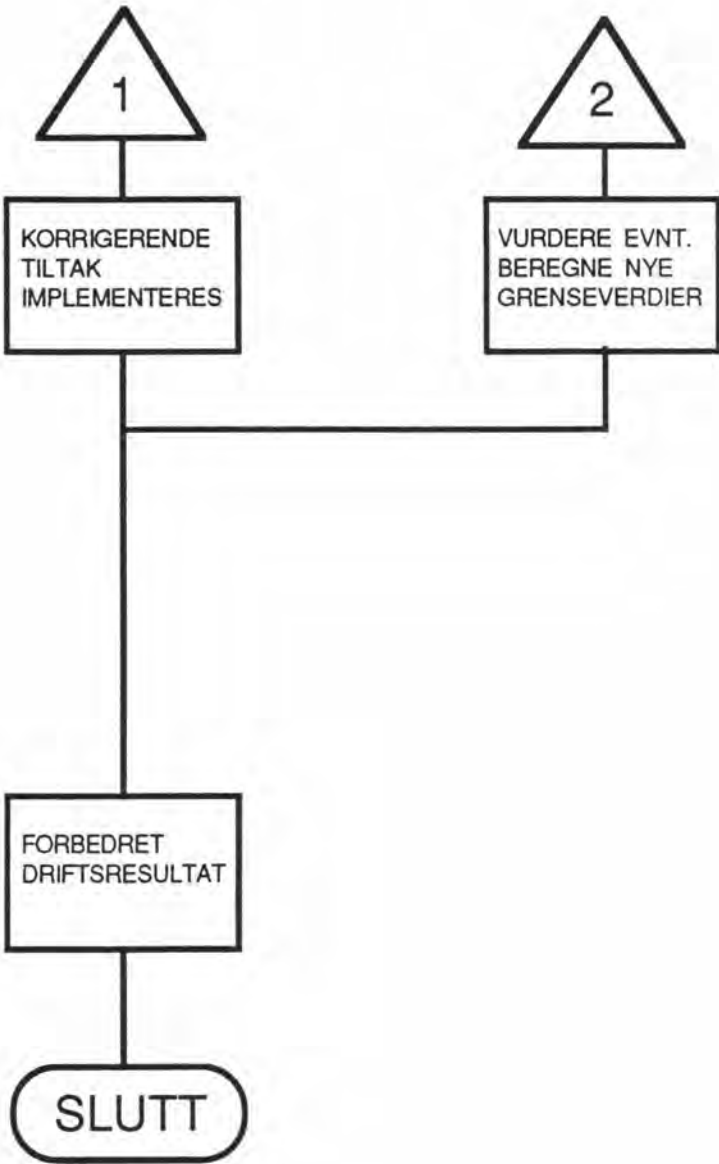 1
2
KORRIGERENDE
TILTAK
IMPLEMENTERES
VURDERE EVNT.
BEREGNE NYE
GRENSEVERDIER
FORBEDRET
DRIFTSRESULTAT
SLUTT